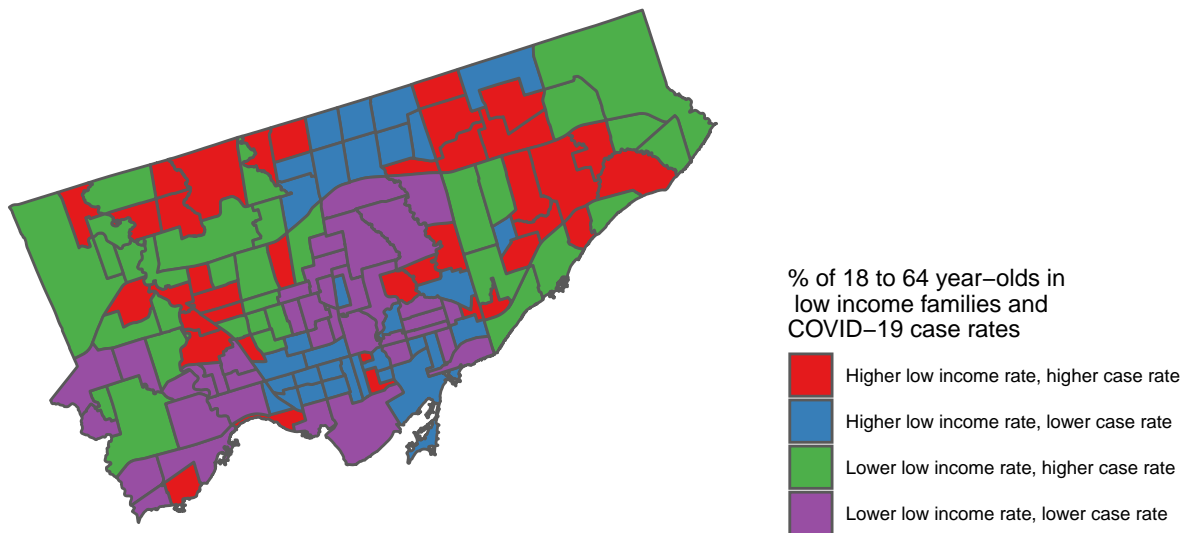 % of 18 to 64 year−olds in
low income families and
COVID−19 case rates
Higher low income rate, higher case rate
Higher low income rate, lower case rate
Lower low income rate, higher case rate
Lower low income rate, lower case rate